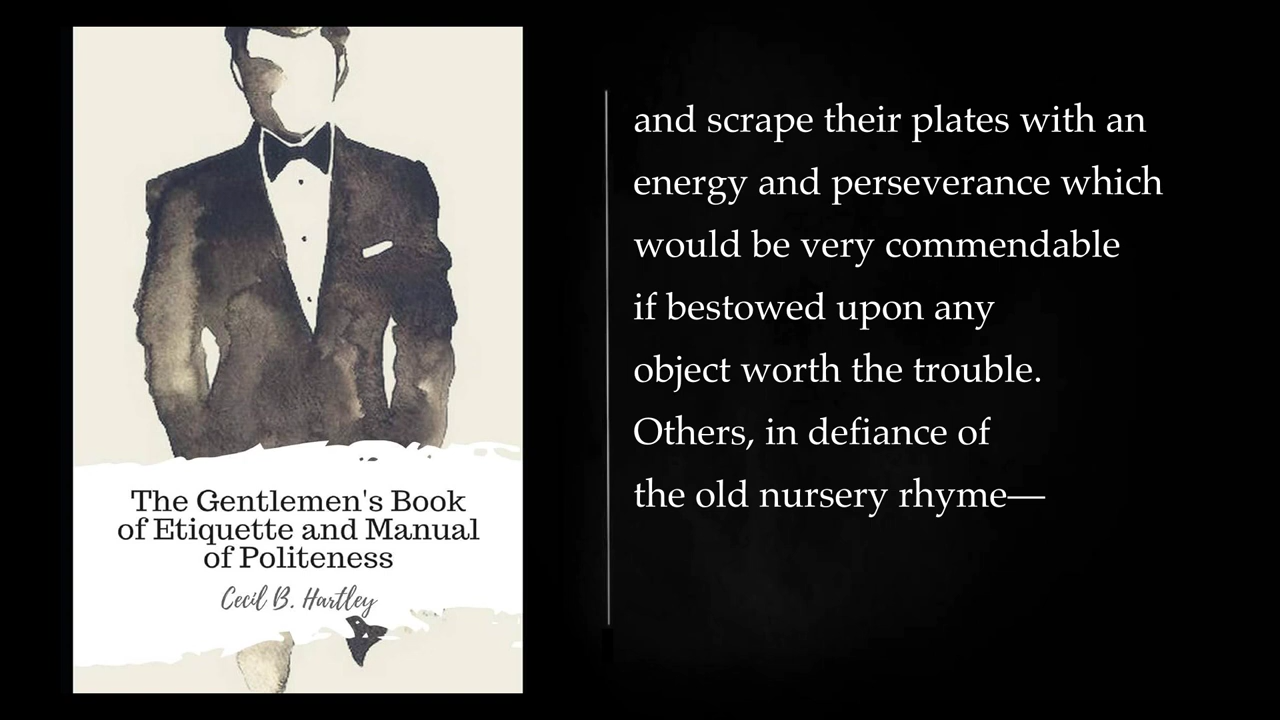 The Gentlemen's Book
of Etiquette and Manual
of Politeness
Cecil B. Hartley
and scrape their plates with an
energy and perseverance which
would be very commendable
if bestowed upon any
object worth the trouble.
Others, in defiance of
the old nursery rhyme—